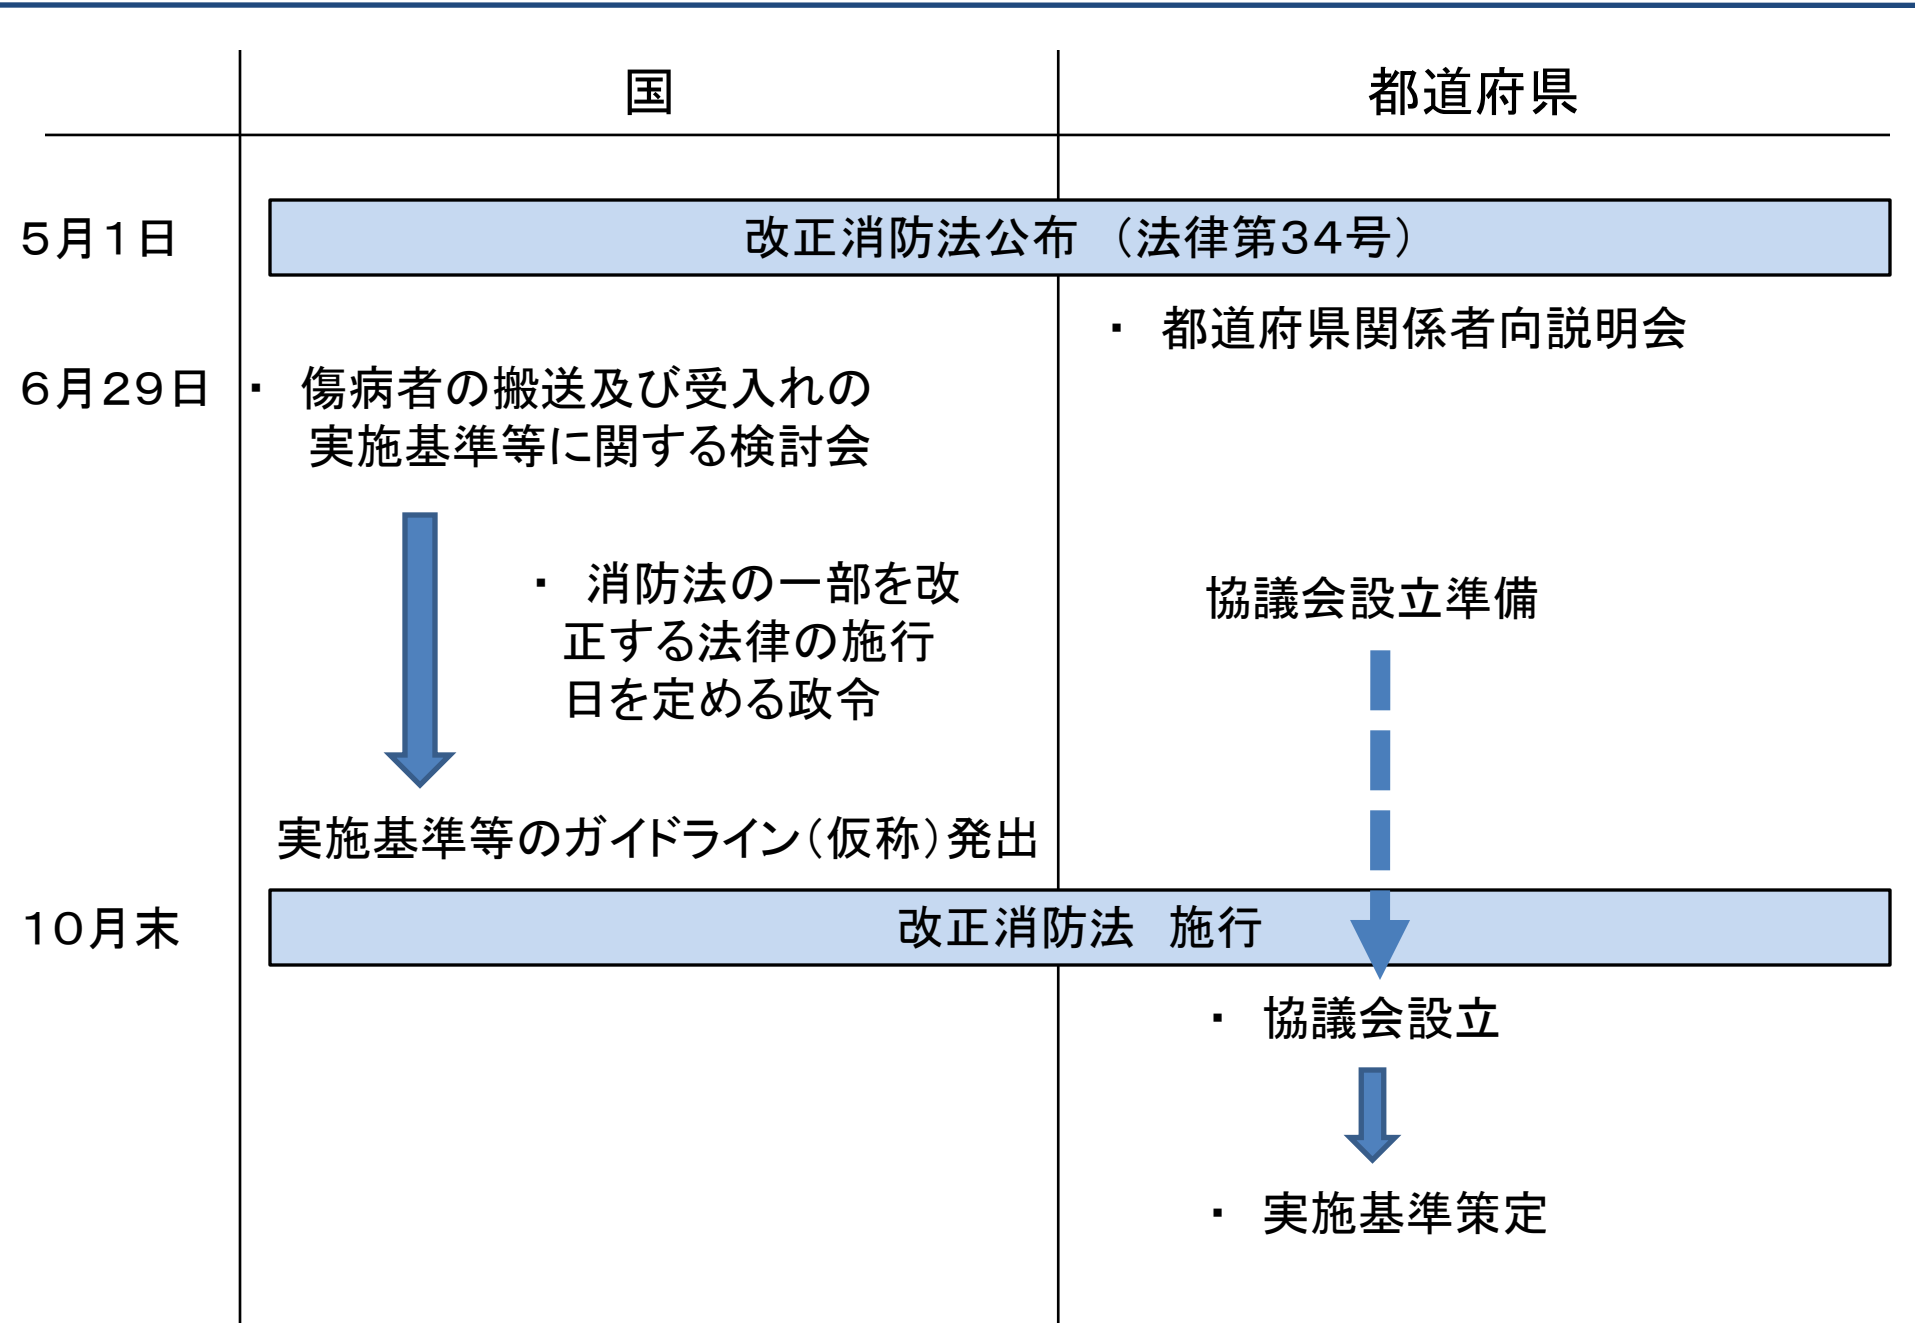 国
都道府県
５月１日
改正消防法公布　（法律第３４号）
・　都道府県関係者向説明会
６月２９日
・　傷病者の搬送及び受入れの
実施基準等に関する検討会
・　消防法の一部を改
正する法律の施行
日を定める政令
協議会設立準備
実施基準等のガイドライン（仮称）発出
１０月末
改正消防法　施行
・　協議会設立
・　実施基準策定